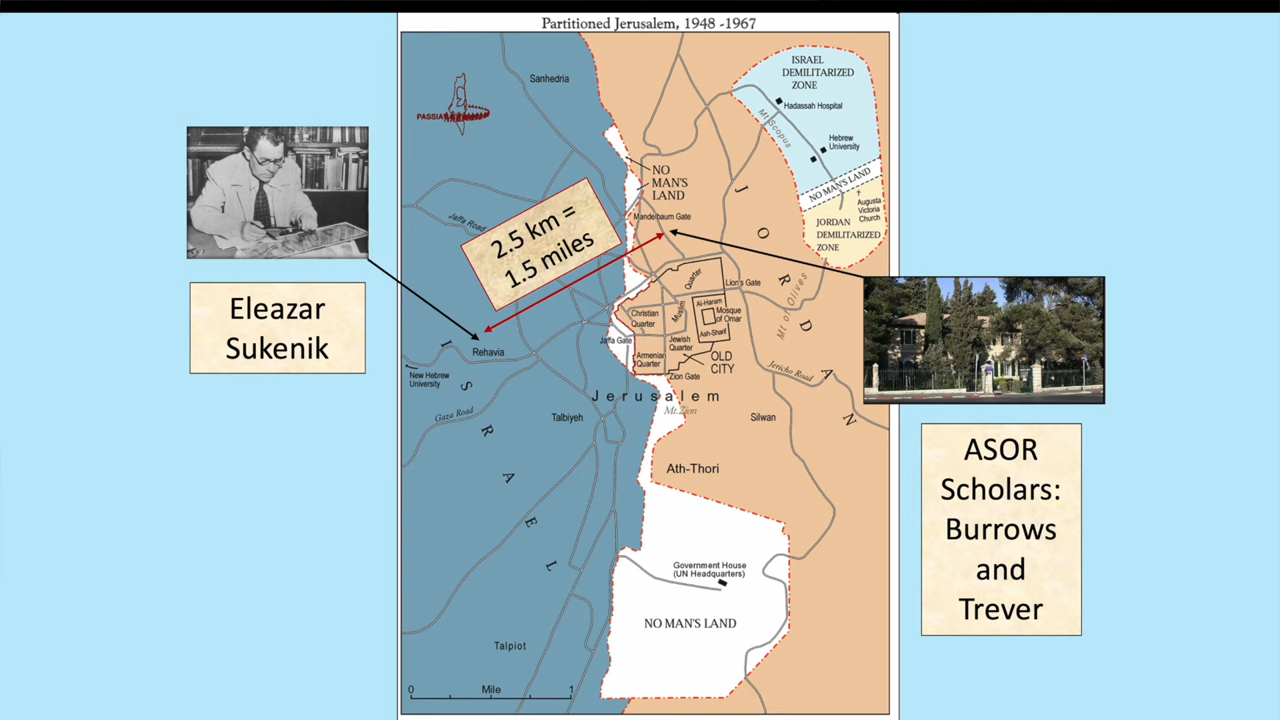 Partitioned Jerusalem, 1948 -1967
Sanhedria
ISRAEL
DEMILITARIZED
ZONE
Hadassah Hospital
Mt. Scopus
Hebrew
University
PASSIA
NO
MAN'S
LAND
NO MAN'S LAND
Augusta
Victoria
Church
JORDAN
DEMILITARIZED
ZONE
Mandelbaum Gate
Jaffa Road
2.5 km =
1.5 miles
Eleazar
Sukenik
JORDAN
Mt of Olives
Lion's Gate
Muslim
Quarter
Al-Haram
Mosque
of Omar
Ash-Sharif
Christian
Quarter
Jewish
Quarter
Jaffa Gate
Armenian
Quarter
OLD
CITY
Zion Gate
Jericho Road
Rehavia
New Hebrew
University
Gaza Road
ISRAEL
Jerusalem
Mt. Zion
Talbiyeh
Silwan
Ath-Thori
ASOR
Scholars:
Burrows
and
Trever
Government House
(UN Headquarters)
NO MAN'S LAND
Talpiot
0 Mile 1